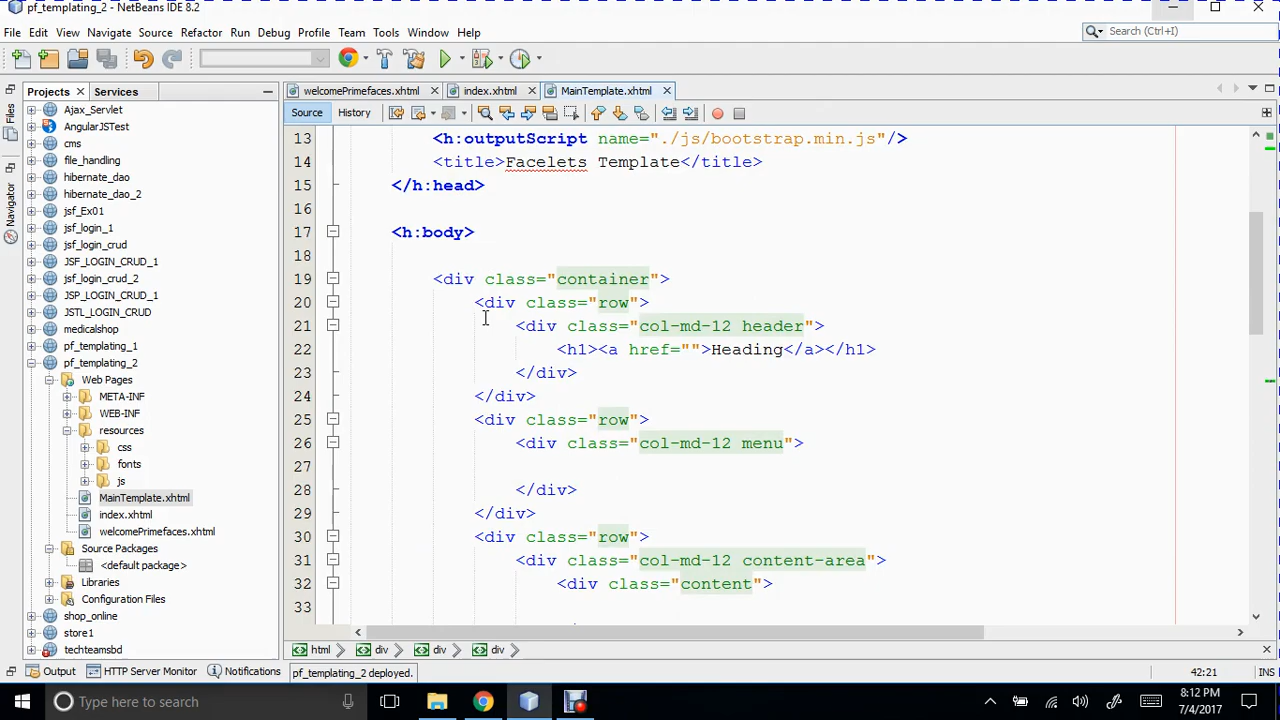 pf_templating_2 - NetBeans IDE 8.2
File Edit View Navigate Source Refactor Run Debug Profile Team Tools Window Help
Search (Ctrl+I)
Projects Services
welcomePrimefaces.xhtml index.xhtml MainTemplate.xhtml
Source History
Files
Navigator
Ajax_Servlet
AngularJSTest
cms
file_handling
hibernate_dao
hibernate_dao_2
jsf_Ex01
jsf_login_1
jsf_login_crud
JSF_LOGIN_CRUD_1
jsf_login_crud_2
JSP_LOGIN_CRUD_1
JSTL_LOGIN_CRUD
medicalshop
pf_templating_1
pf_templating_2
Web Pages
META-INF
WEB-INF
resources
css
fonts
js
MainTemplate.xhtml
index.xhtml
welcomePrimefaces.xhtml
Source Packages
<default package>
Libraries
Configuration Files
shop_online
store1
techteamsbd
13 <h:outputScript name="./js/bootstrap.min.js"/>
14 <title>Facelets Template</title>
15 </h:head>
16
17 <h:body>
18
19 <div class="container">
20 <div class="row">
21 <div class="col-md-12 header">
22 <h1><a href="">Heading</a></h1>
23 </div>
24 </div>
25 <div class="row">
26 <div class="col-md-12 menu">
27
28 </div>
29 </div>
30 <div class="row">
31 <div class="col-md-12 content-area">
32 <div class="content">
33
html div div div
Output HTTP Server Monitor Notifications pf_templating_2 deployed. 42:21 INS
Type here to search
8:12 PM
7/4/2017